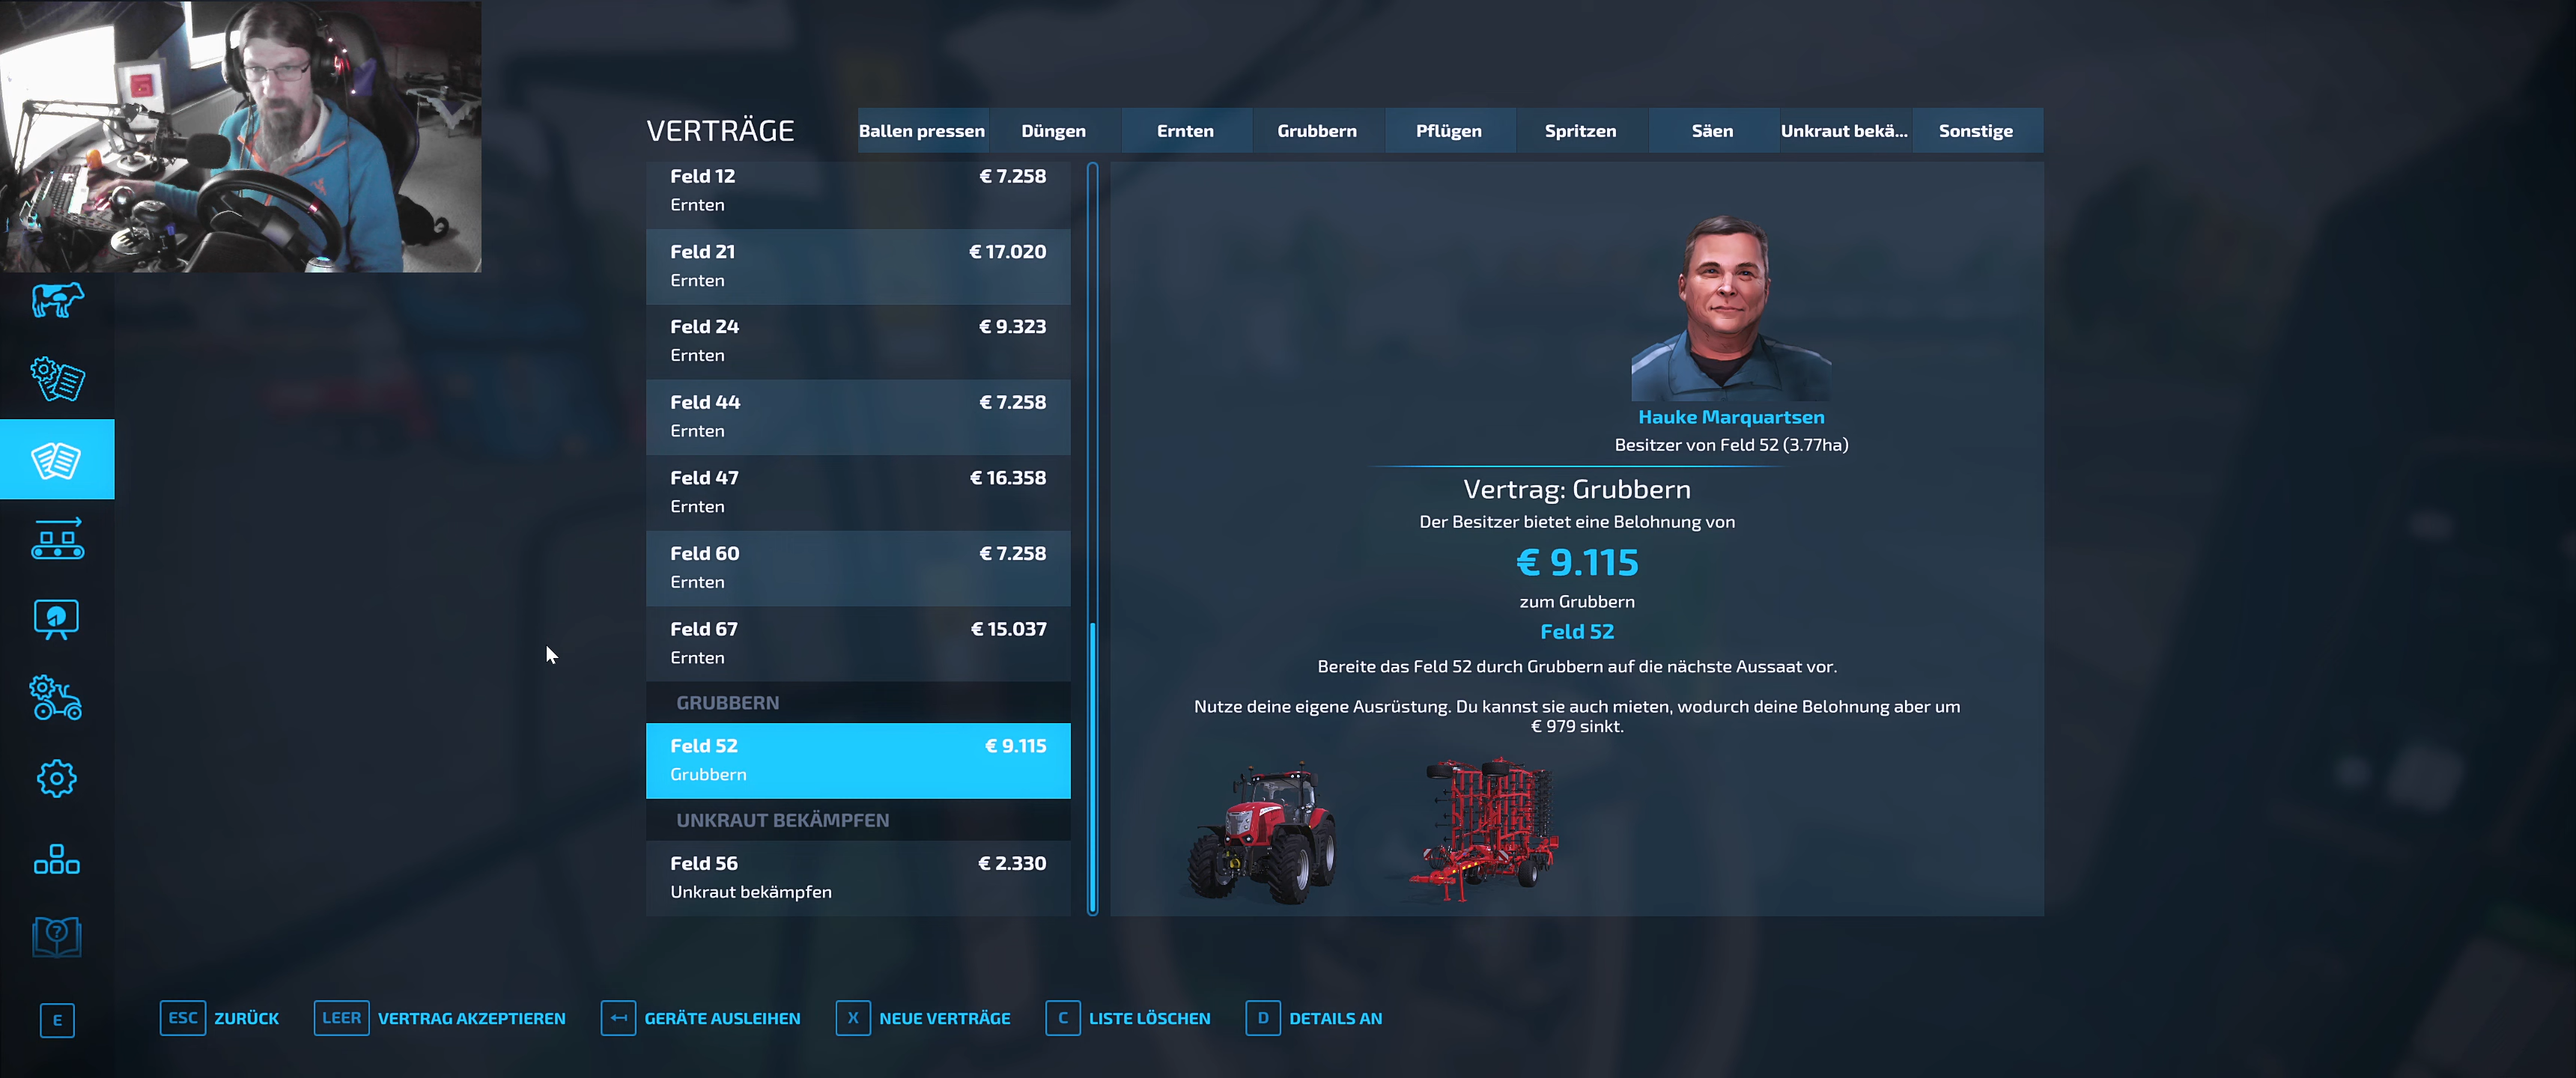 VERTRÄGE
Ballen pressen Düngen Ernten Grubbern Pflügen Spritzen Säen Unkraut bekä... Sonstige
Feld 12 € 7.258
Ernten
Feld 21 € 17.020
Ernten
Feld 24 € 9.323
Ernten
Feld 44 € 7.258
Ernten
Feld 47 € 16.358
Ernten
Feld 60 € 7.258
Ernten
Feld 67 € 15.037
Ernten
GRUBBERN
Feld 52 € 9.115
Grubbern
UNKRAUT BEKÄMPFEN
Feld 56 € 2.330
Unkraut bekämpfen
Hauke Marquartsen
Besitzer von Feld 52 (3.77ha)
Vertrag: Grubbern
Der Besitzer bietet eine Belohnung von
€ 9.115
zum Grubbern
Feld 52
Bereite das Feld 52 durch Grubbern auf die nächste Aussaat vor.
Nutze deine eigene Ausrüstung. Du kannst sie auch mieten, wodurch deine Belohnung aber um
€ 979 sinkt.
E ESC ZURÜCK LEER VERTRAG AKZEPTIEREN GERÄTE AUSLEIHEN X NEUE VERTRÄGE C LISTE LÖSCHEN D DETAILS AN